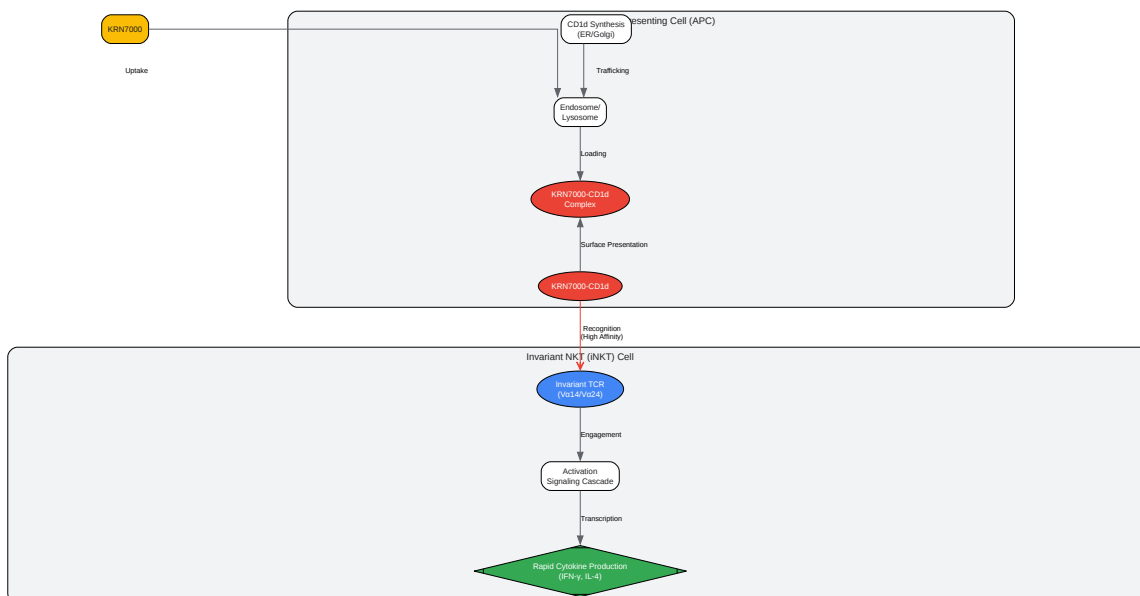 KRN7000
CD1d Synthesis
(ER/Golgi)
esenting Cell (APC)
Uptake
Trafficking
Endosome/
Lysosome
Loading
KRN7000-CD1d
Complex
Surface Presentation
KRN7000-CD1d
Recognition
(High Affinity)
Invariant NKT (iNKT) Cell
Invariant TCR
(Vα14/Vα24)
Engagement
Activation
Signaling Cascade
Transcription
Rapid Cytokine Production
(IFN-γ, IL-4)